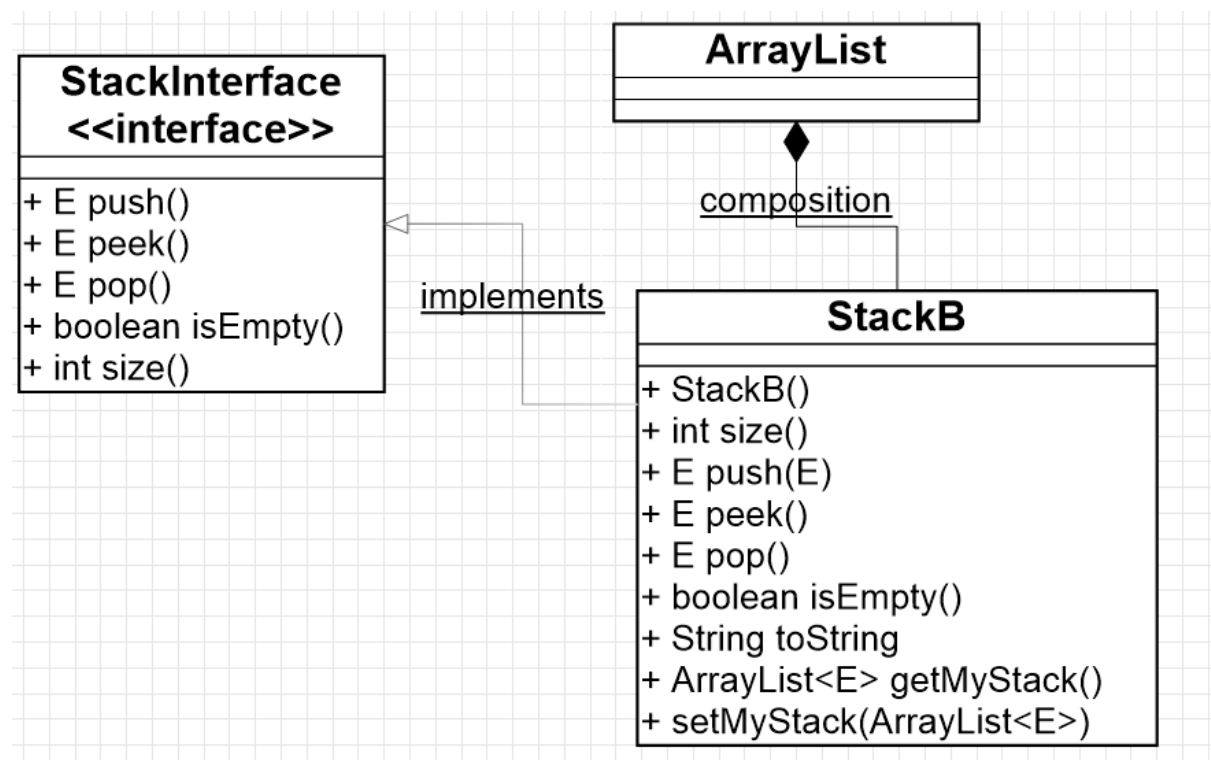 StackInterface
<<interface>>
+ E push()
+ E peek()
+ E pop()
+ boolean isEmpty()
+ int size()
implements
ArrayList
composition
StackB
+ StackB()
+ int size()
+ E push(E)
+ E peek()
+ E pop()
+ boolean isEmpty()
+ String toString
+ ArrayList<E> getMyStack()
+ setMyStack(ArrayList<E>)